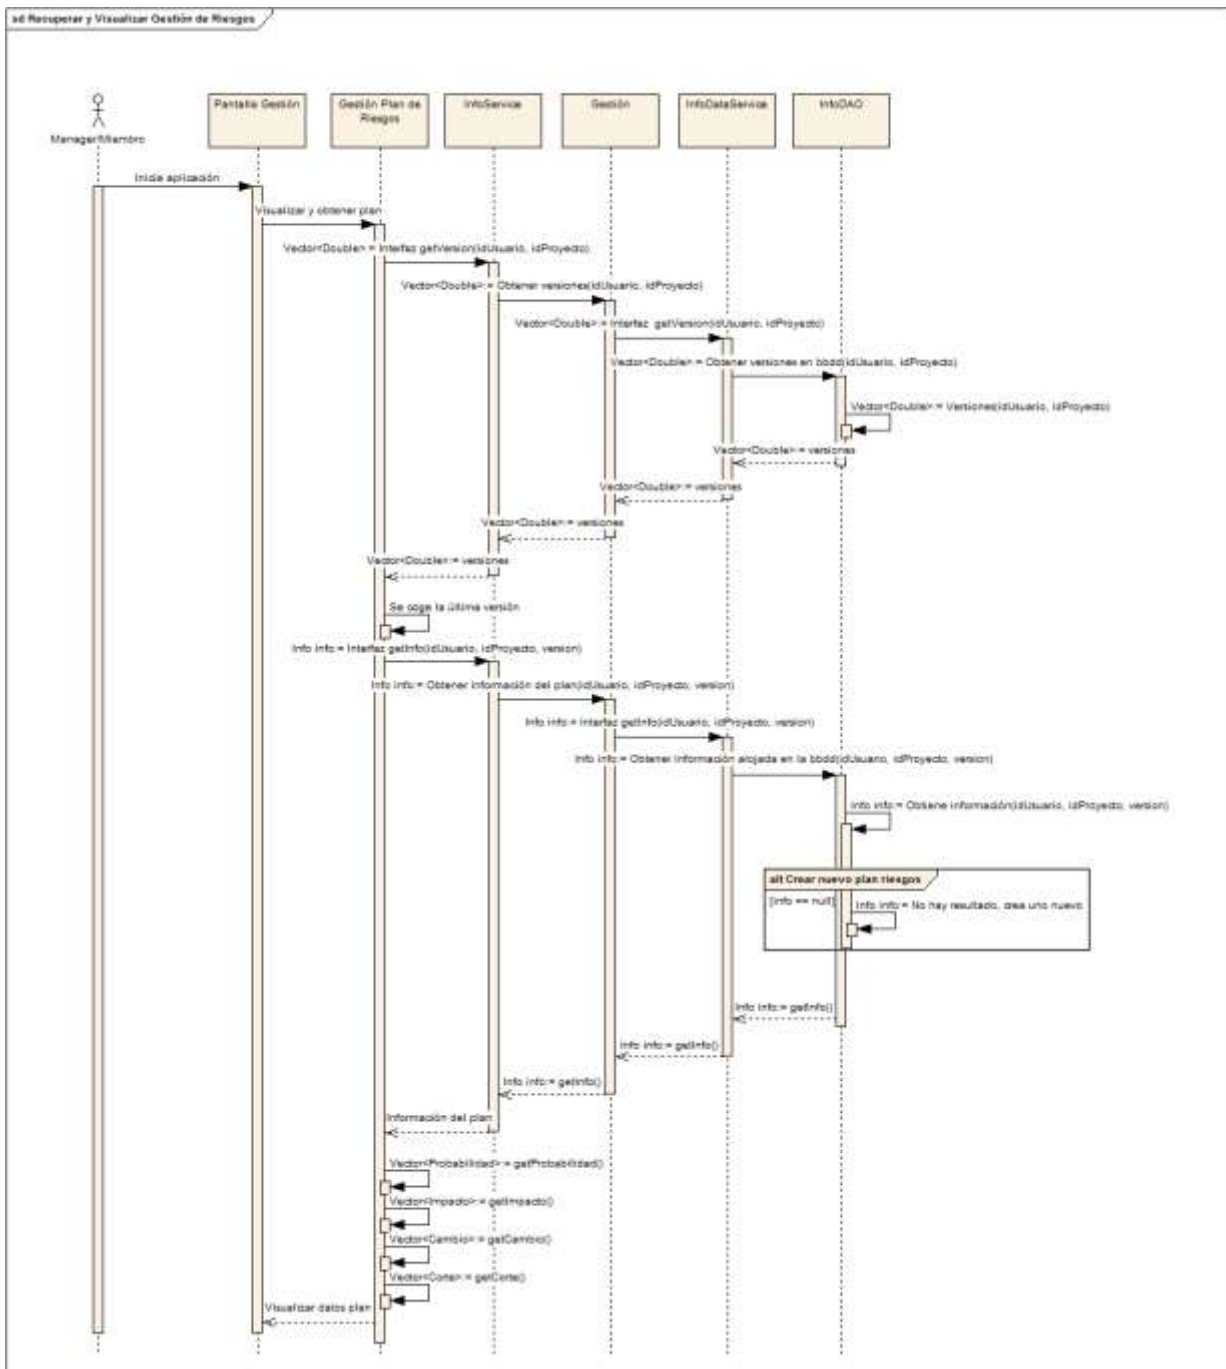 sd Recuperar y Visualizar Gestión de Riesgos
Manager/Miembro
Pantalla Gestión
Gestión Plan de
Riesgos
InfoService
Gestión
InfoDataService
InfoDAO
Inicia aplicación
Visualizar y obtener plan
Vector<Double> = Interfaz getVersion(idUsuario, idProyecto)
Vector<Double>:= Obtener versiones(idUsuario, idProyecto)
Vector<Double>:= Interfaz getVersion(idUsuario, idProyecto)
Vector<Double>:= Obtener versiones en bbdd(idUsuario, idProyecto)
Vector<Double>:= Versiones(idUsuario, idProyecto)
Vector<Double>:= versiones
Vector<Double>:= versiones
Vector<Double>:= versiones
Vector<Double>:= versiones
Se coge la última versión
Info info:= Interfaz getInfo(idUsuario, idProyecto, version)
Info info:= Obtener información del plan(idUsuario, idProyecto, version)
Info info:= Interfaz getInfo(idUsuario, idProyecto, version)
Info info:= Obtener información alojada en la bbdd(idUsuario, idProyecto, version)
Info info:= Obtiene información(idUsuario, idProyecto, version)
alt Crear nuevo plan riesgos
[info == null]
Info info:= No hay resultado, crea uno nuevo
Info info:= getInfo()
Info info:= getInfo()
Info info:= getInfo()
Información del plan
Vector<Probabilidad>:= getProbabilidad()
Vector<Impacto>:= getImpacto()
Vector<Cambio>:= getCambio()
Vector<Corte>:= getCorte()
Visualizar datos plan